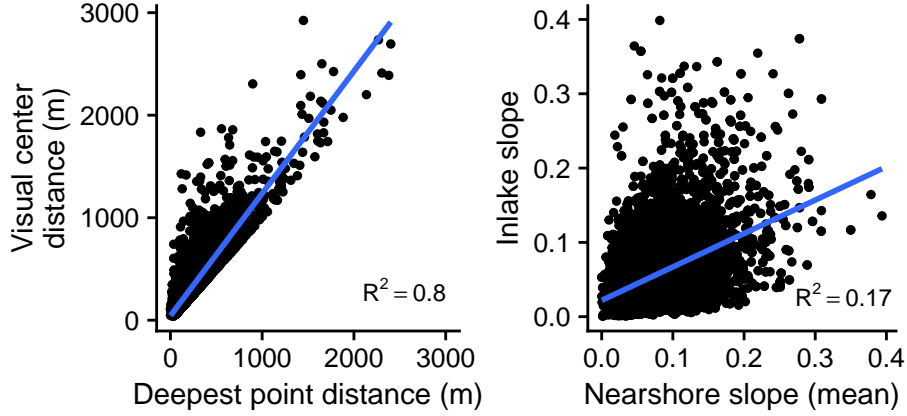 Visual center
distance (m)
3000
2000
1000
0
R² = 0.8
0
1000
2000
3000
Deepest point distance (m)
Inlake slope
0.4
0.3
0.2
0.1
0.0
R² = 0.17
0.0
0.1
0.2
0.3
0.4
Nearshore slope (mean)